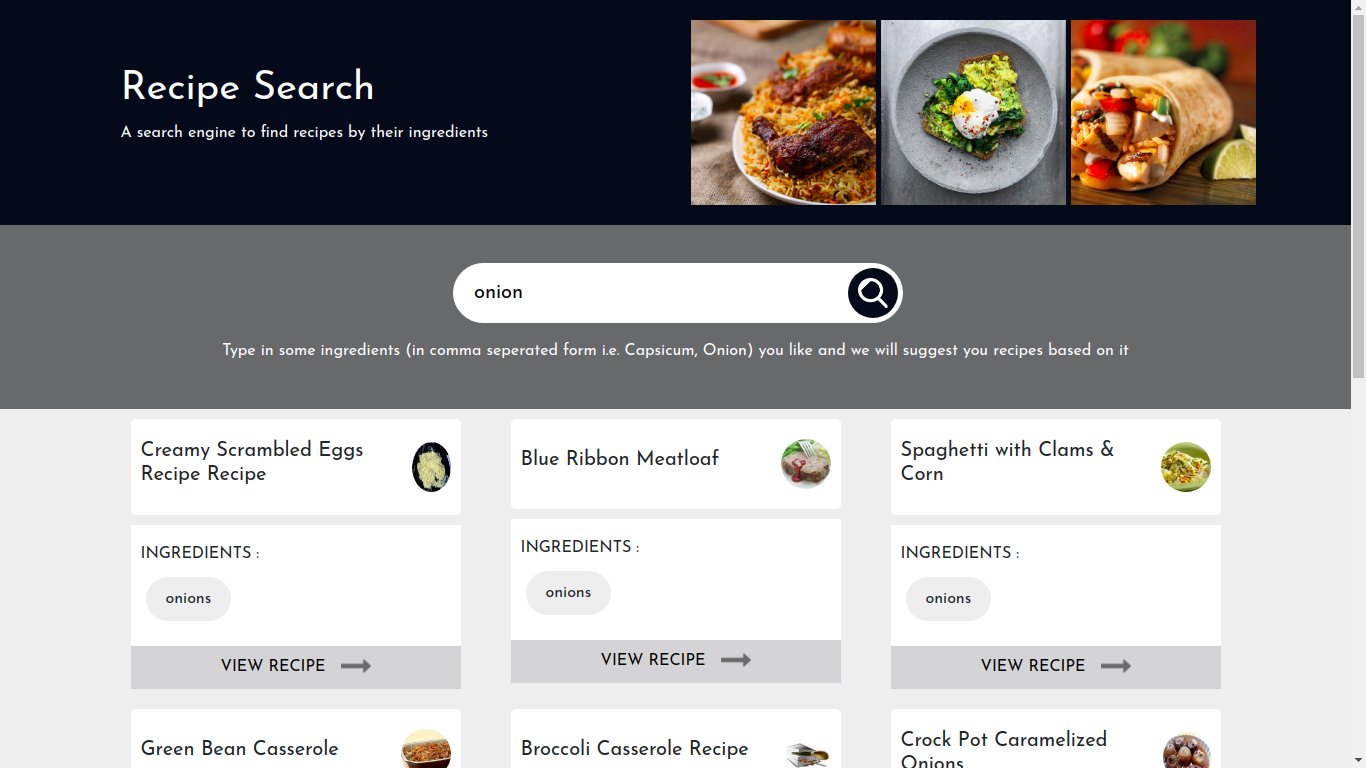 Recipe Search
A search engine to find recipes by their ingredients
onion
Type in some ingredients (in comma seperated form i.e. Capsicum, Onion) you like and we will suggest you recipes based on it
Creamy Scrambled Eggs
Recipe Recipe
INGREDIENTS :
onions
VIEW RECIPE
Blue Ribbon Meatloaf
INGREDIENTS :
onions
VIEW RECIPE
Spaghetti with Clams &
Corn
INGREDIENTS :
onions
VIEW RECIPE
Green Bean Casserole
Broccoli Casserole Recipe
Crock Pot Caramelized
Onions